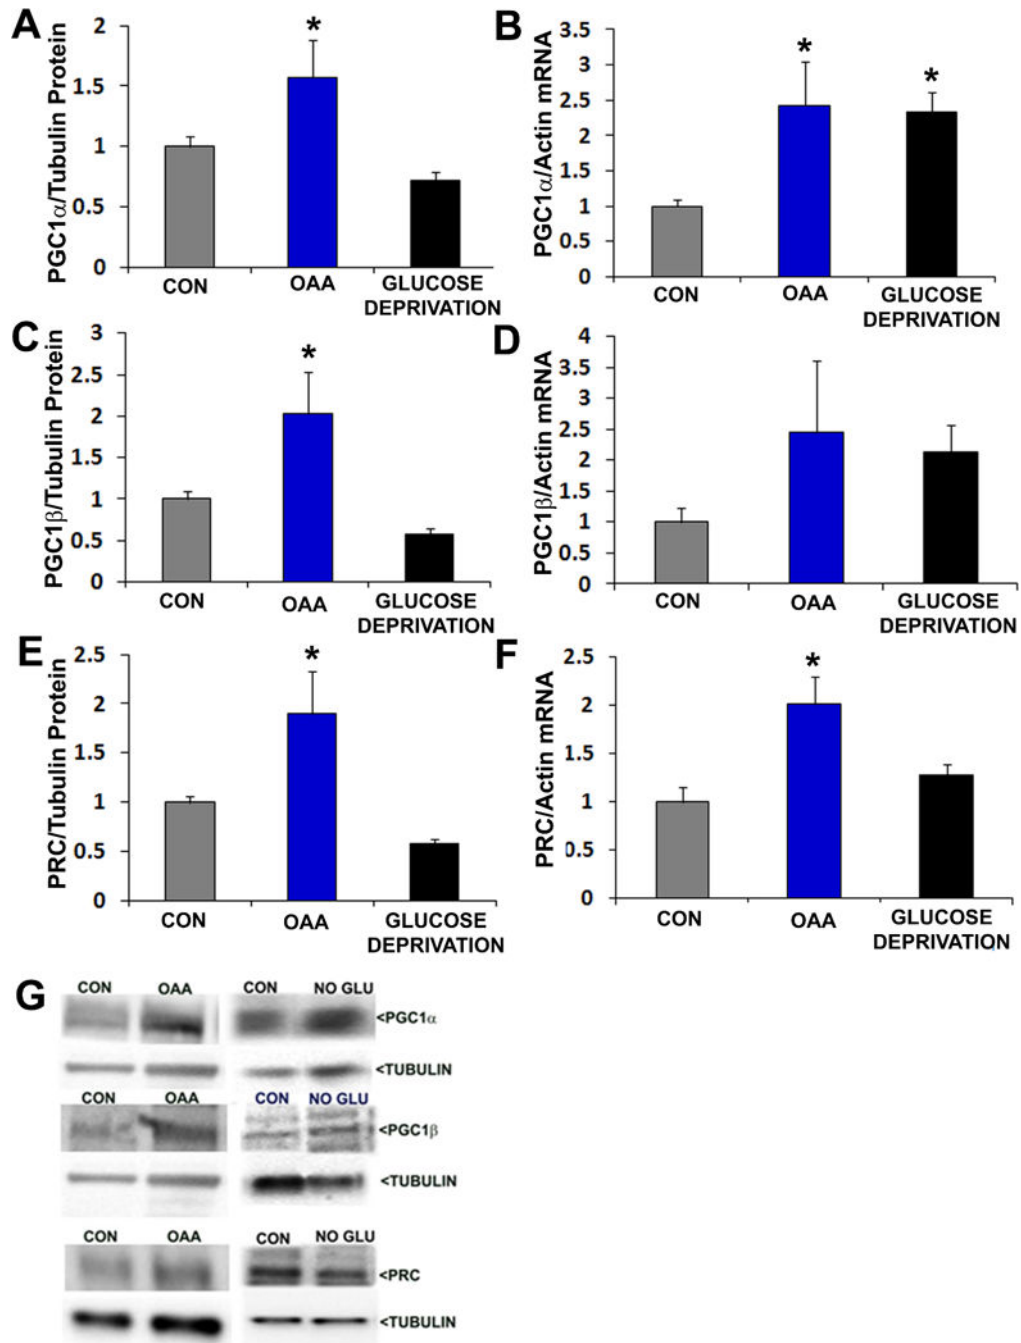 A
PGC1α/Tubulin Protein
2
1.5
1
0.5
0
*
CON
OAA
GLUCOSE
DEPRIVATION
B
PGC1α/Actin mRNA
3.5
3
2.5
2
1.5
1
0.5
0
*
*
CON
OAA
GLUCOSE
DEPRIVATION
C
PGC1β/Tubulin Protein
3
2.5
2
1.5
1
0.5
0
*
CON
OAA
GLUCOSE
DEPRIVATION
D
PGC1β/Actin mRNA
4
3.5
3
2.5
2
1.5
1
0.5
0
CON
OAA
GLUCOSE
DEPRIVATION
E
PRC/Tubulin Protein
2.5
2
1.5
1
0.5
0
*
CON
OAA
GLUCOSE
DEPRIVATION
F
PRC/Actin mRNA
2.5
2
1.5
1
0.5
0
*
CON
OAA
GLUCOSE
DEPRIVATION
G
CON OAA CON NO GLU
<PGC1α
<TUBULIN
CON OAA CON NO GLU
<PGC1β
<TUBULIN
CON OAA CON NO GLU
<PRC
<TUBULIN